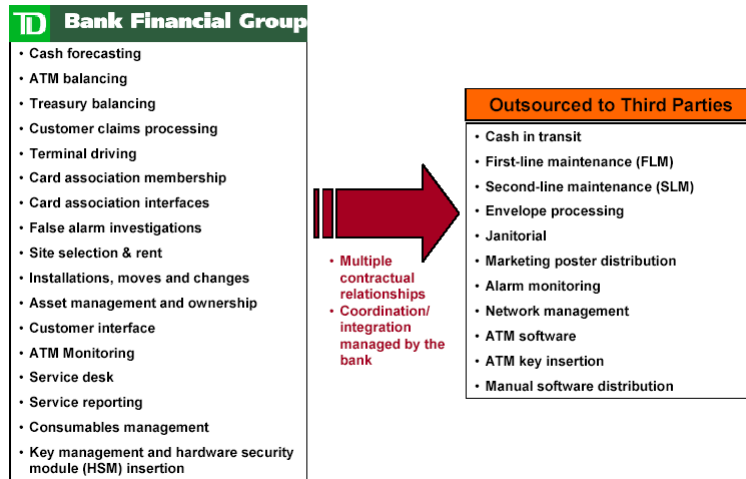 TD Bank Financial Group
• Cash forecasting
• ATM balancing
• Treasury balancing
• Customer claims processing
• Terminal driving
• Card association membership
• Card association interfaces
• False alarm investigations
• Site selection & rent
• Installations, moves and changes
• Asset management and ownership
• Customer interface
• ATM Monitoring
• Service desk
• Service reporting
• Consumables management
• Key management and hardware security
module (HSM) insertion
• Multiple
contractual
relationships
• Coordination/
integration
managed by the
bank
Outsourced to Third Parties
• Cash in transit
• First-line maintenance (FLM)
• Second-line maintenance (SLM)
• Envelope processing
• Janitorial
• Marketing poster distribution
• Alarm monitoring
• Network management
• ATM software
• ATM key insertion
• Manual software distribution